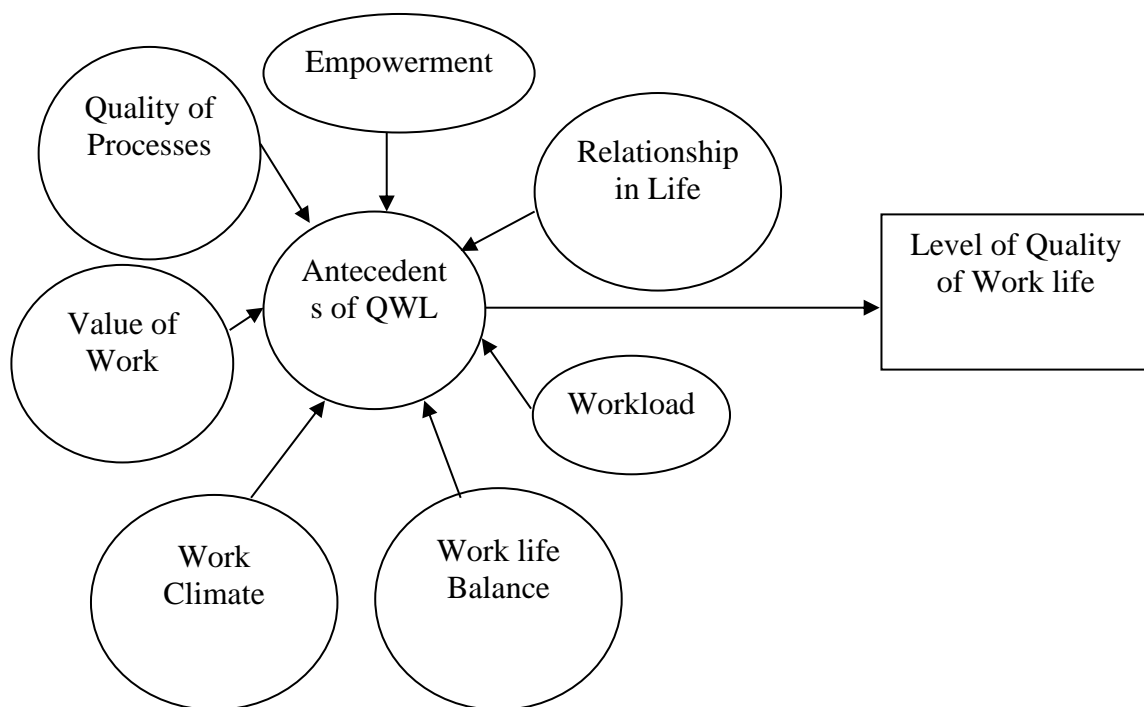 Empowerment
Quality of
Processes
Relationship
in Life
Antecedent
s of QWL
Level of Quality
of Work life
Value of
Work
Workload
Work
Climate
Work life
Balance